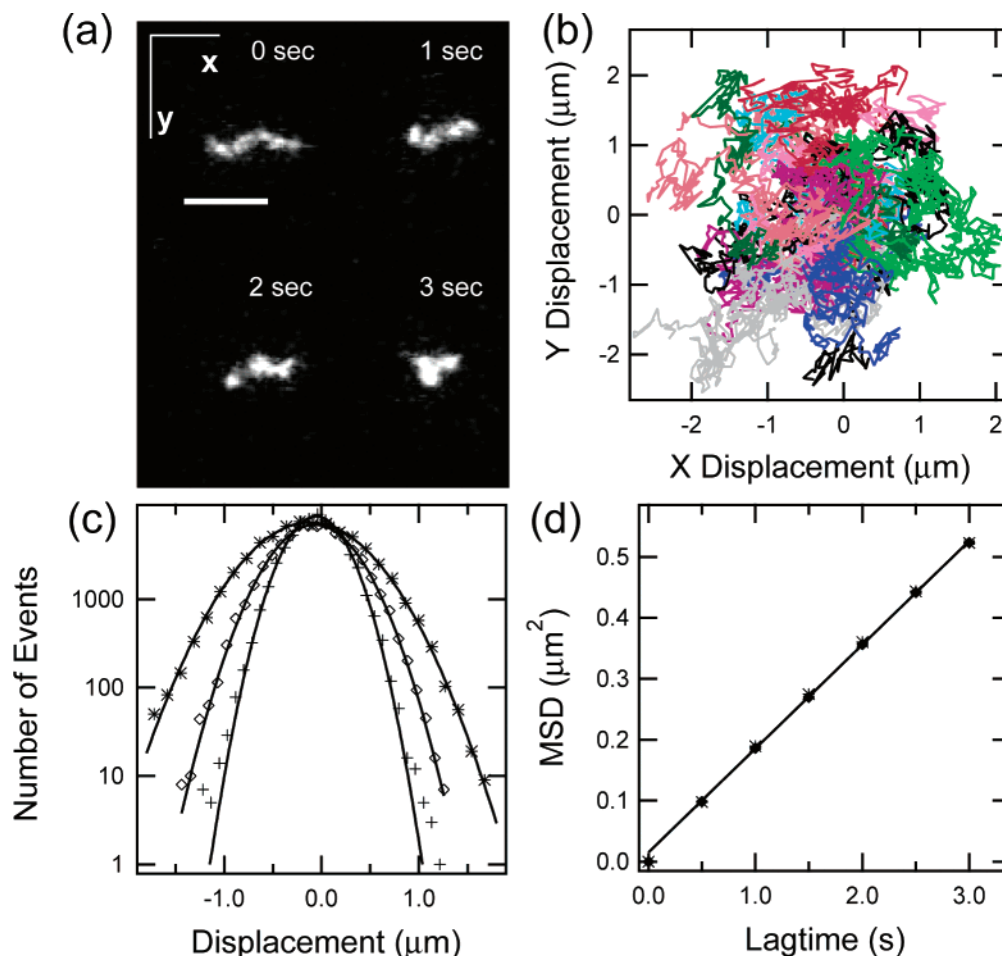 (a)
x
y
0 sec
1 sec
2 sec
3 sec
(b)
Y Displacement (μm)
2
1
0
-1
-2
-2
-1
0
1
2
X Displacement (μm)
(c)
Number of Events
1000
100
10
1
-1.0
0.0
1.0
Displacement (μm)
(d)
MSD (μm²)
0.5
0.4
0.3
0.2
0.1
0.0
0.0
1.0
2.0
3.0
Lagtime (s)